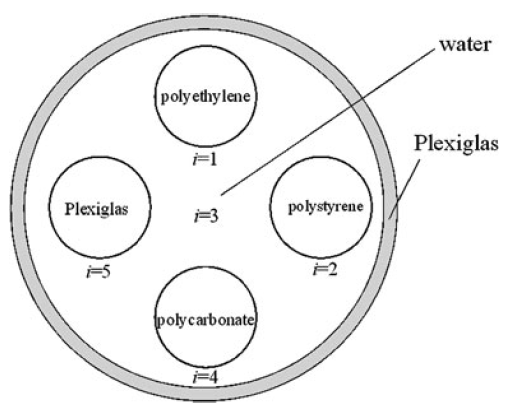 water
polyethylene
i=1
Plexiglas
Plexiglas
i=3
polystyrene
i=5
i=2
polycarbonate
i=4